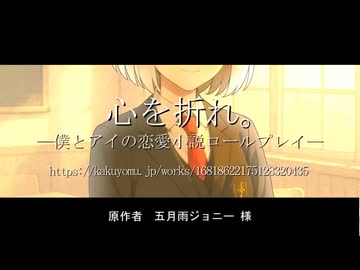 心を折れ。
―僕とアイの恋愛小説ロールプレイ―
https://kakuyomu.jp/works/16818622175128320435
原作者　五月雨ジョニー 様